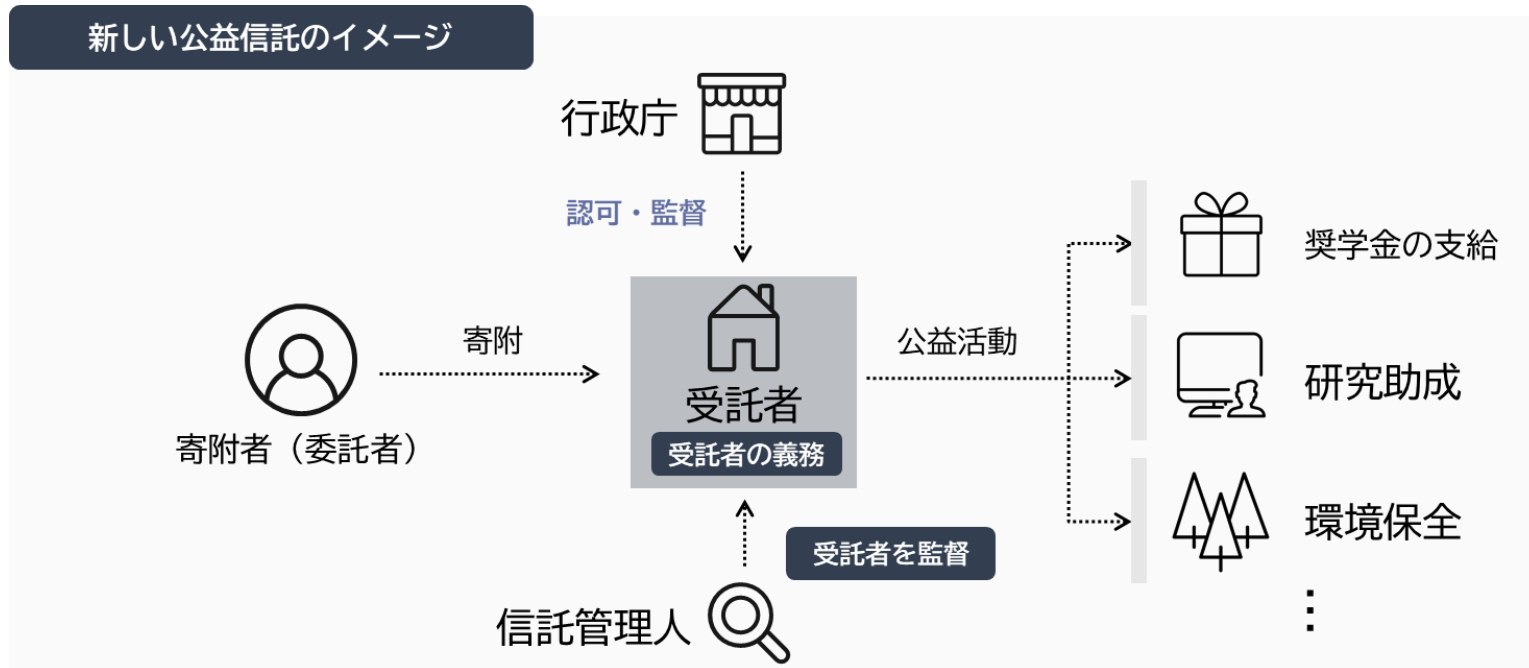 新しい公益信託のイメージ
行政庁
認可・監督
寄附
寄附者（委託者）
受託者
受託者の義務
公益活動
奨学金の支給
研究助成
環境保全
⋮
受託者を監督
信託管理人